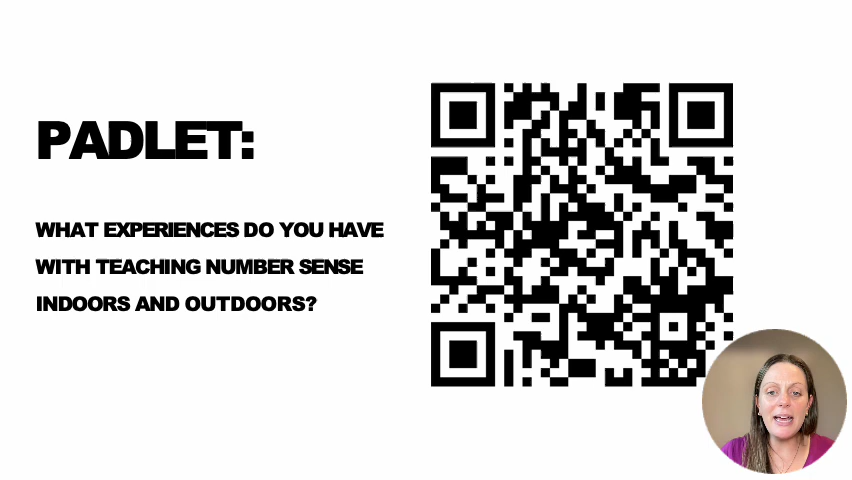 PADLET:
WHAT EXPERIENCES DO YOU HAVE
WITH TEACHING NUMBER SENSE
INDOORS AND OUTDOORS?